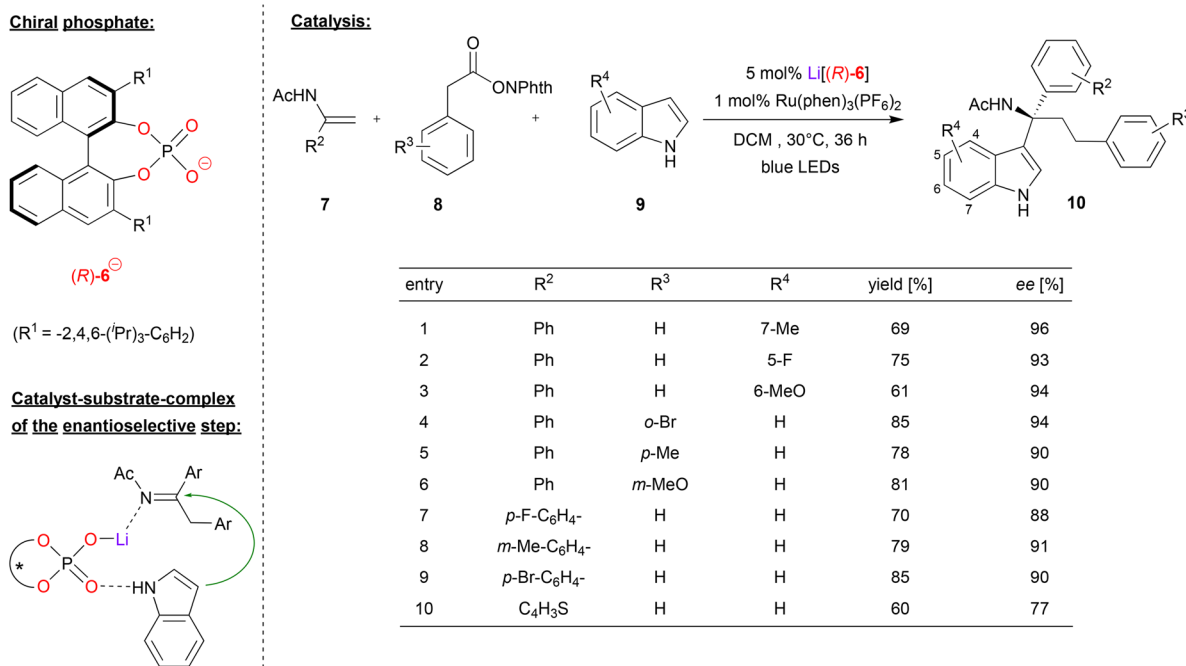 Chiral phosphate:
R¹
O
O
P
O
O
⊖
R¹
(R)-6⊖
(R¹ = -2,4,6-(ⁱPr)₃-C₆H₂)
Catalyst-substrate-complex
of the enantioselective step:
Ac
Ar
N
Ar
O
O
Li
P
*
O
O
HN
Catalysis:
AcHN
R²
7
+
O
ONPhth
R³
8
+
R⁴
N
H
9
5 mol% Li[(R)-6]
1 mol% Ru(phen)₃(PF₆)₂
DCM , 30°C, 36 h
blue LEDs
R²
AcHN
R³
R⁴
4
5
6
7
N
H
10
entry R² R³ R⁴ yield [%] ee [%]
1 Ph H 7-Me 69 96
2 Ph H 5-F 75 93
3 Ph H 6-MeO 61 94
4 Ph o-Br H 85 94
5 Ph p-Me H 78 90
6 Ph m-MeO H 81 90
7 p-F-C₆H₄- H H 70 88
8 m-Me-C₆H₄- H H 79 91
9 p-Br-C₆H₄- H H 85 90
10 C₄H₃S H H 60 77